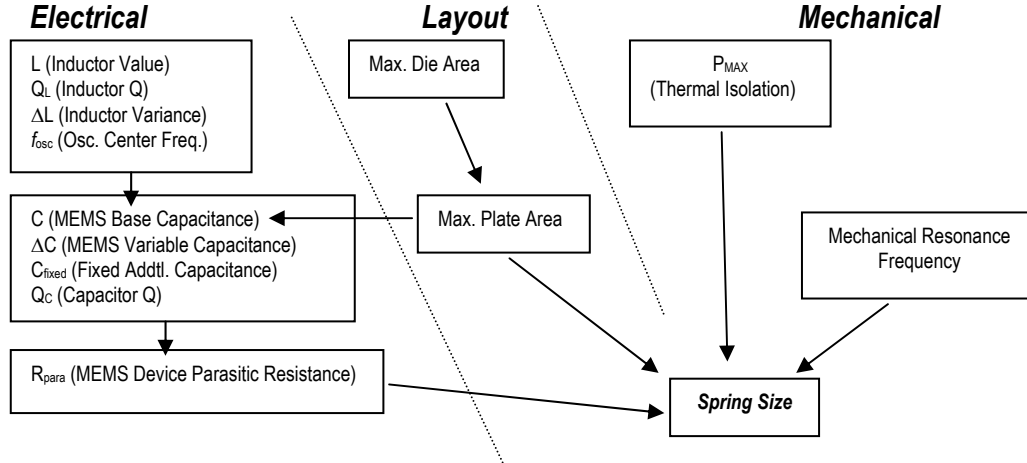 Electrical
Layout
Mechanical
L (Inductor Value)
QL (Inductor Q)
ΔL (Inductor Variance)
fosc (Osc. Center Freq.)
Max. Die Area
PMAX
(Thermal Isolation)
C (MEMS Base Capacitance)
ΔC (MEMS Variable Capacitance)
Cfixed (Fixed Addtl. Capacitance)
QC (Capacitor Q)
Max. Plate Area
Mechanical Resonance
Frequency
Rpara (MEMS Device Parasitic Resistance)
Spring Size